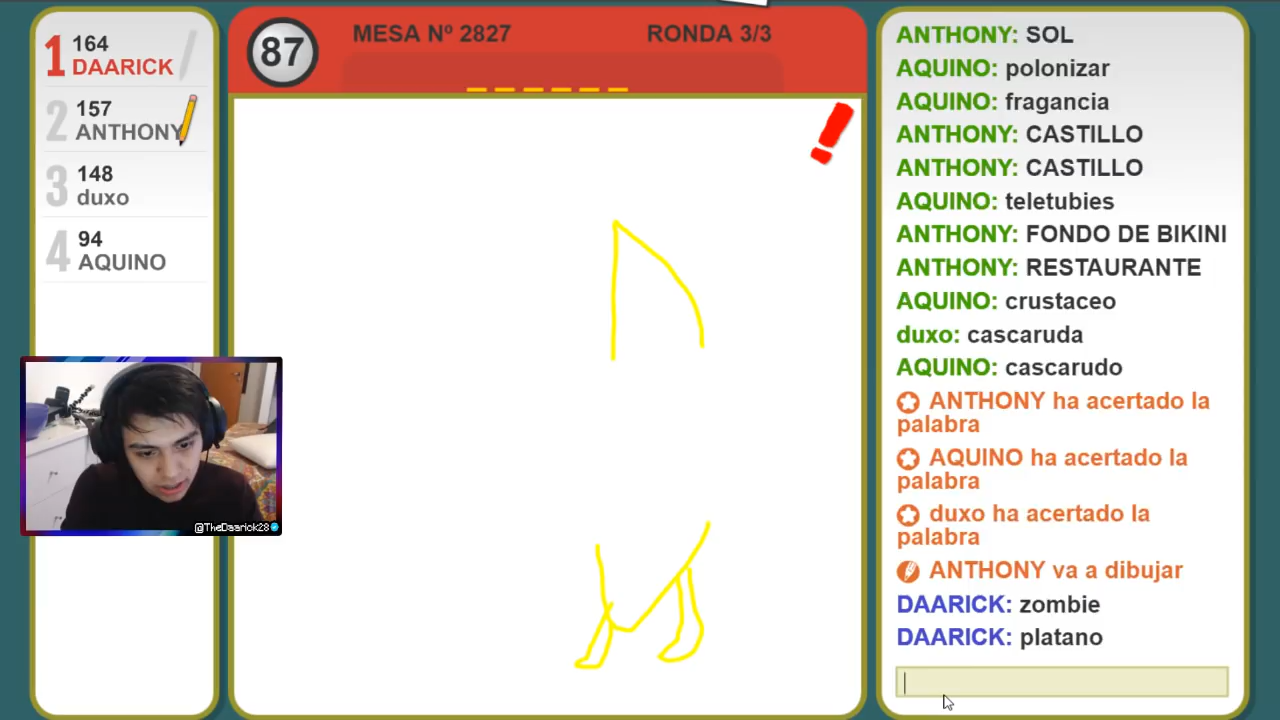 MESA Nº 2827
RONDA 3/3
87
1 164
DAARICK
2 157
ANTHONY
3 148
duxo
4 94
AQUINO
@TheDaarick28
ANTHONY: SOL
AQUINO: polonizar
AQUINO: fragancia
ANTHONY: CASTILLO
ANTHONY: CASTILLO
AQUINO: teletubies
ANTHONY: FONDO DE BIKINI
ANTHONY: RESTAURANTE
AQUINO: crustaceo
duxo: cascaruda
AQUINO: cascarudo
ANTHONY ha acertado la
palabra
AQUINO ha acertado la
palabra
duxo ha acertado la
palabra
ANTHONY va a dibujar
DAARICK: zombie
DAARICK: platano